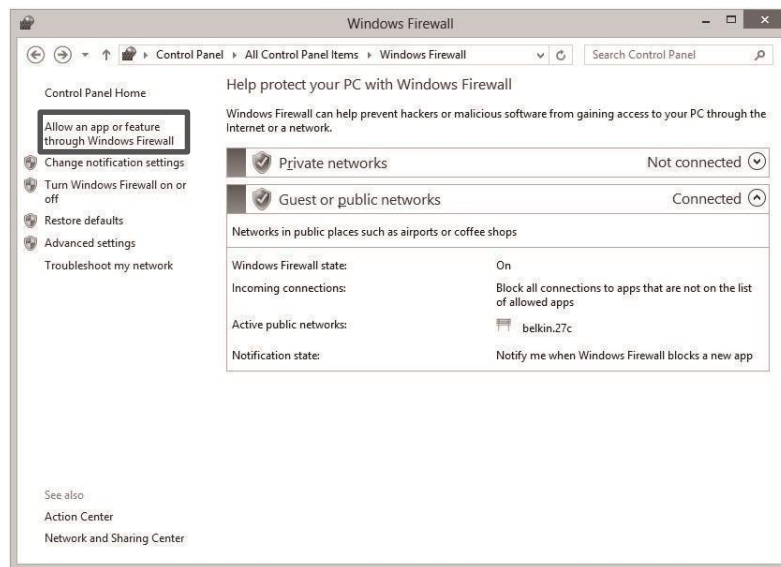 Windows Firewall
Control Panel ▸ All Control Panel Items ▸ Windows Firewall
Search Control Panel
Control Panel Home
Allow an app or feature
through Windows Firewall
Change notification settings
Turn Windows Firewall on or
off
Restore defaults
Advanced settings
Troubleshoot my network
See also
Action Center
Network and Sharing Center
Help protect your PC with Windows Firewall
Windows Firewall can help prevent hackers or malicious software from gaining access to your PC through the
Internet or a network.
Private networks Not connected
Guest or public networks Connected
Networks in public places such as airports or coffee shops
Windows Firewall state: On
Incoming connections: Block all connections to apps that are not on the list
of allowed apps
Active public networks: belkin.27c
Notification state: Notify me when Windows Firewall blocks a new app